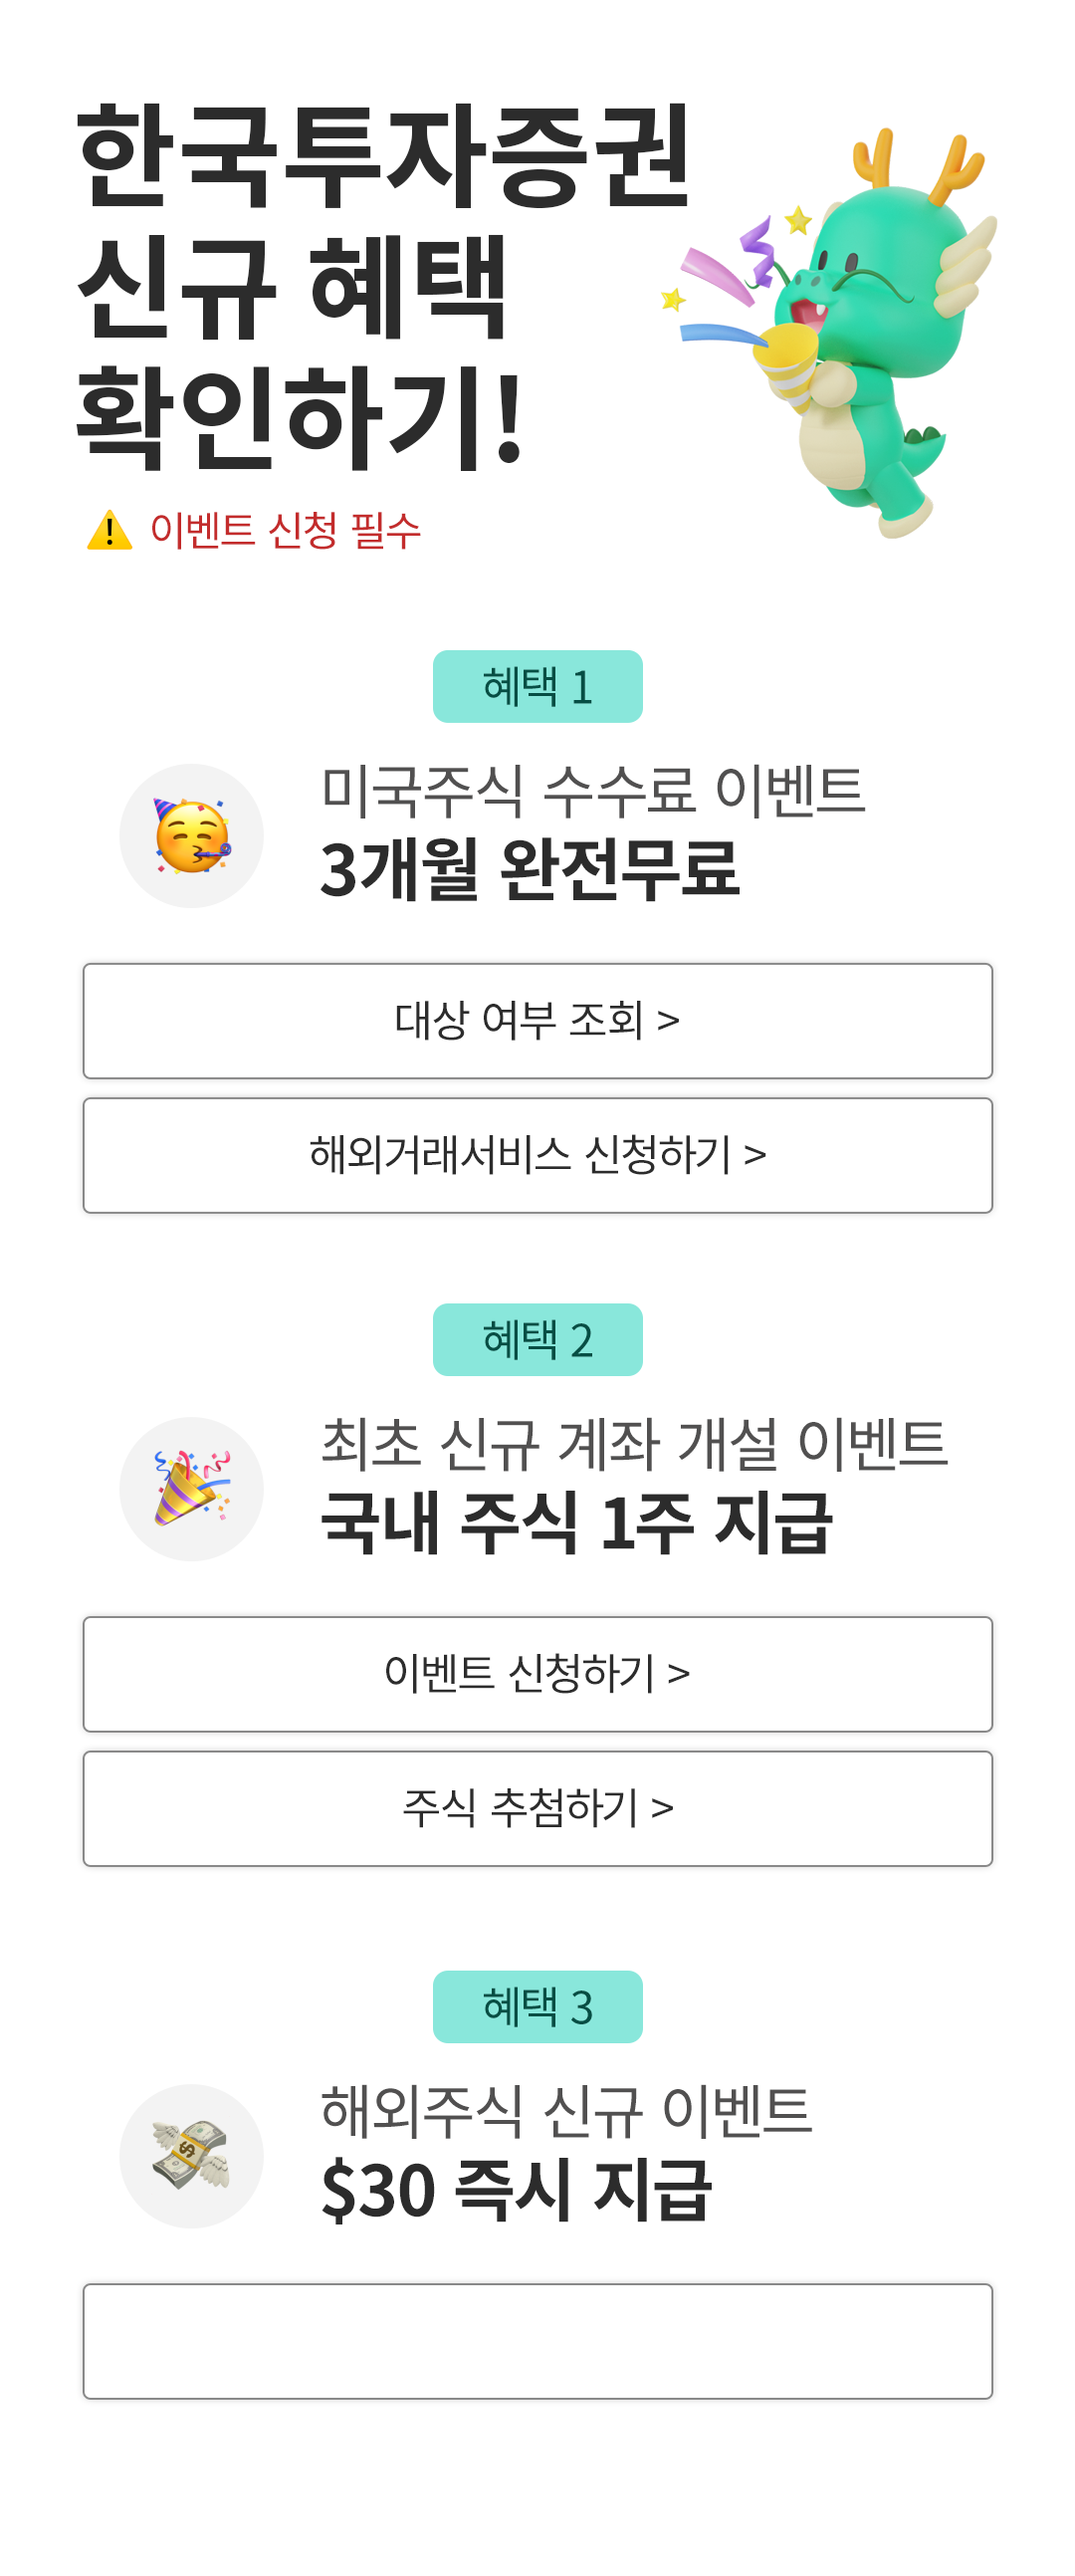 한국투자증권
신규 혜택
확인하기!
⚠️ 이벤트 신청 필수
혜택 1
미국주식 수수료 이벤트
3개월 완전무료
대상 여부 조회 >
해외거래서비스 신청하기 >
혜택 2
최초 신규 계좌 개설 이벤트
국내 주식 1주 지급
이벤트 신청하기 >
주식 추첨하기 >
혜택 3
해외주식 신규 이벤트
$30 즉시 지급